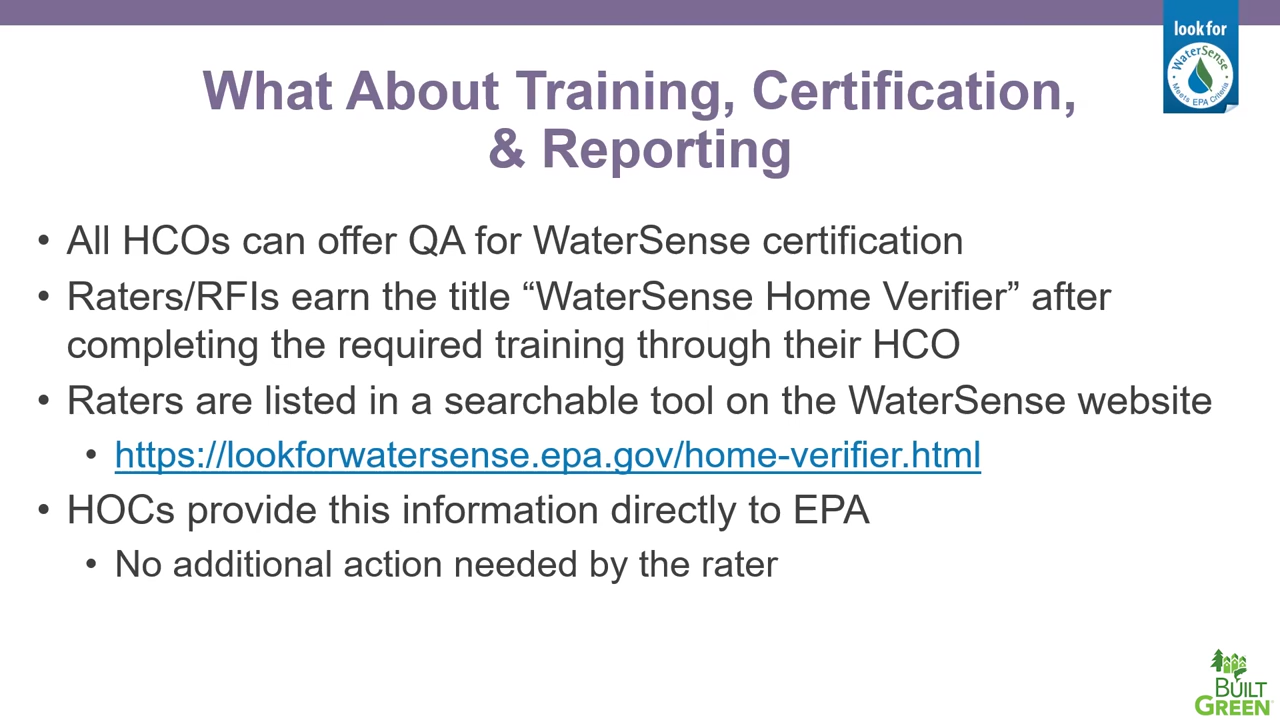 look for
WaterSense
Meets EPA Criteria
What About Training, Certification,
& Reporting
• All HCOs can offer QA for WaterSense certification
• Raters/RFIs earn the title “WaterSense Home Verifier” after
completing the required training through their HCO
• Raters are listed in a searchable tool on the WaterSense website
• https://lookforwatersense.epa.gov/home-verifier.html
• HOCs provide this information directly to EPA
• No additional action needed by the rater
BUILT
GREEN